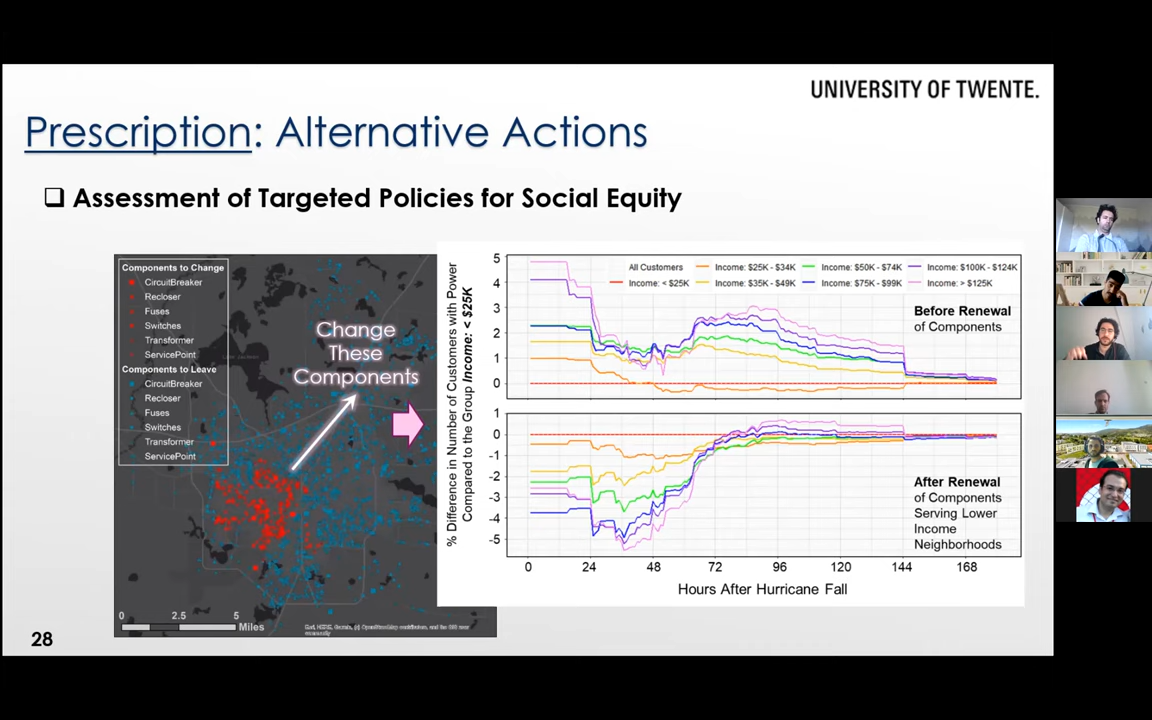 UNIVERSITY OF TWENTE.
Prescription: Alternative Actions
Assessment of Targeted Policies for Social Equity
Components to Change
CircuitBreaker
Recloser
Fuses
Switches
Transformer
ServicePoint
Components to Leave
CircuitBreaker
Recloser
Fuses
Switches
Transformer
ServicePoint
Change
These
Components
0 2.5 5
Miles
% Difference in Number of Customers with Power
Compared to the Group Income: < $25K
5
4
3
2
1
0
All Customers Income: $25K - $34K Income: $50K - $74K Income: $100K - $124K
Income: < $25K Income: $35K - $49K Income: $75K - $99K Income: > $125K
Before Renewal
of Components
1
0
-1
-2
-3
-4
-5
After Renewal
of Components
Serving Lower
Income
Neighborhoods
0 24 48 72 96 120 144 168
Hours After Hurricane Fall
28